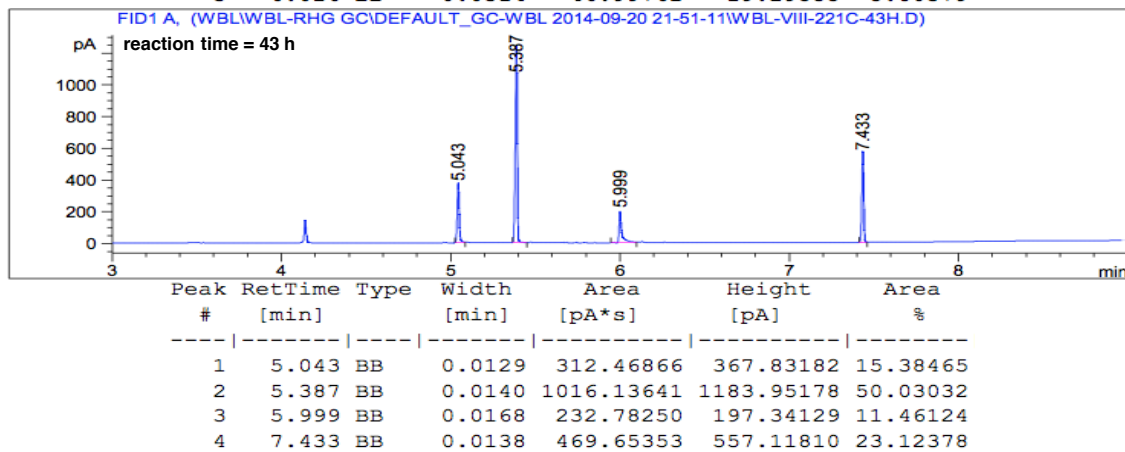 FID1 A, (WBL\WBL-RHG GC\DEFAULT_GC-WBL 2014-09-20 21-51-11\WBL-VIII-221C-43H.D)
pA reaction time = 43 h
5.387
1000
800
7.433
600
5.043
400
5.999
200
0
3 4 5 6 7 8 min
Peak RetTime Type Width Area Height Area
# [min] [min] [pA*s] [pA] %
----|-------|----|-------|----------|----------|--------|
1 5.043 BB 0.0129 312.46866 367.83182 15.38465
2 5.387 BB 0.0140 1016.13641 1183.95178 50.03032
3 5.999 BB 0.0168 232.78250 197.34129 11.46124
4 7.433 BB 0.0138 469.65353 557.11810 23.12378